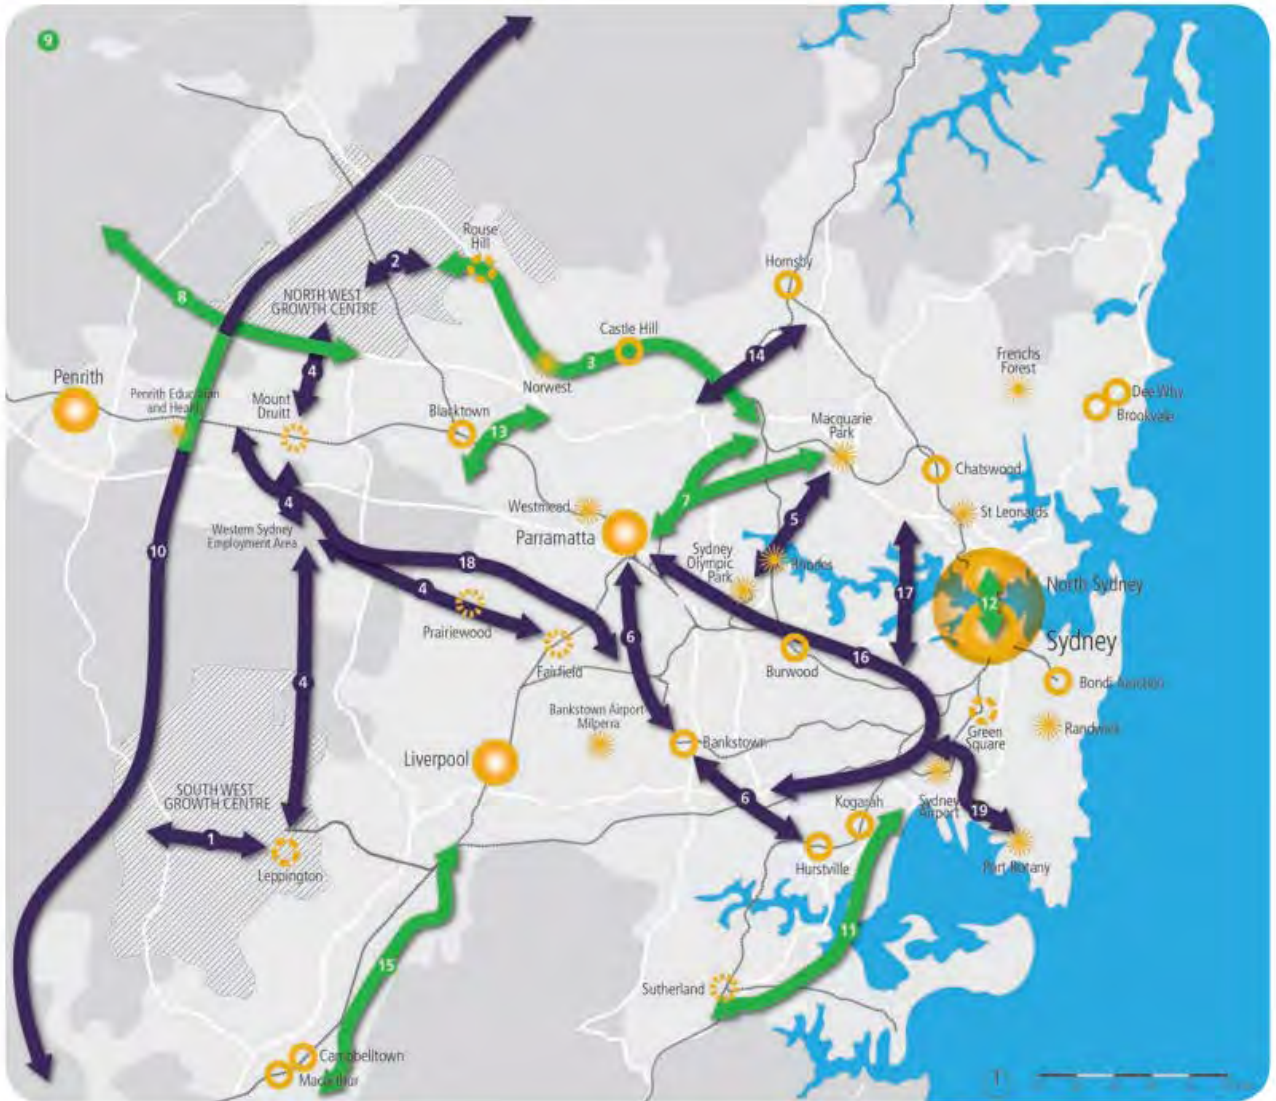 9
Rouse
Hill
2
Hornsby
8
NORTH WEST
GROWTH CENTRE
Castle Hill
14
3
Frenchs
Forest
Penrith
4
Norwest
Penrith Education
and Health
Mount
Druitt
Dee Why
Blacktown
Brookvale
13
Macquarie
Park
Chatswood
4
Westmead
7
St Leonards
5
Western Sydney
Employment Area
Parramatta
10
18
Sydney
Olympic
Park
Rhodes
North Sydney
4
17
12
Prairiewood
6
Sydney
16
Fairfield
Burwood
4
Bondi Junction
Bankstown Airport-
Milperra
Green
Square
Randwick
Bankstown
Liverpool
SOUTH WEST
GROWTH CENTRE
6
Kogarah
Sydney
Airport
19
1
Hurstville
Port Botany
Leppington
11
15
Sutherland
Campbelltown
Macarthur